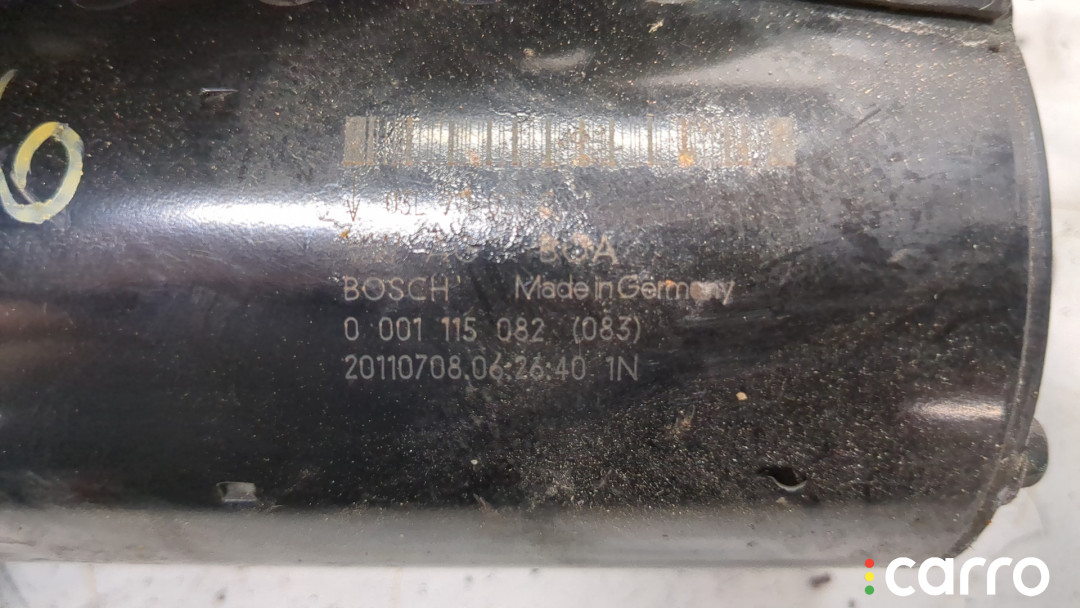 BOSCH Made in Germany
0 001 115 082 (083)
20110708.06:26:40 1N
carro